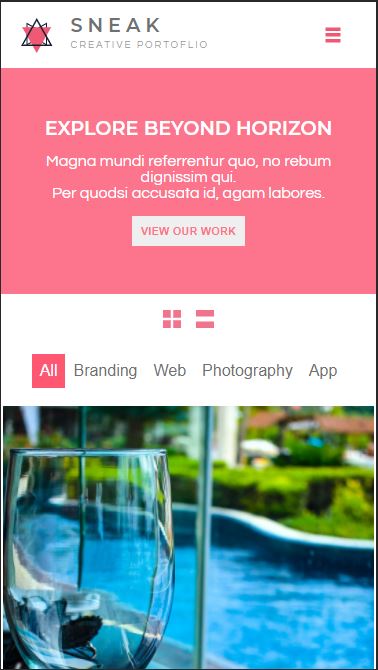 SNEAK
CREATIVE PORTOFLIO
EXPLORE BEYOND HORIZON
Magna mundi referrentur quo, no rebum
dignissim qui.
Per quodsi accusata id, agam labores.
VIEW OUR WORK
All Branding Web Photography App